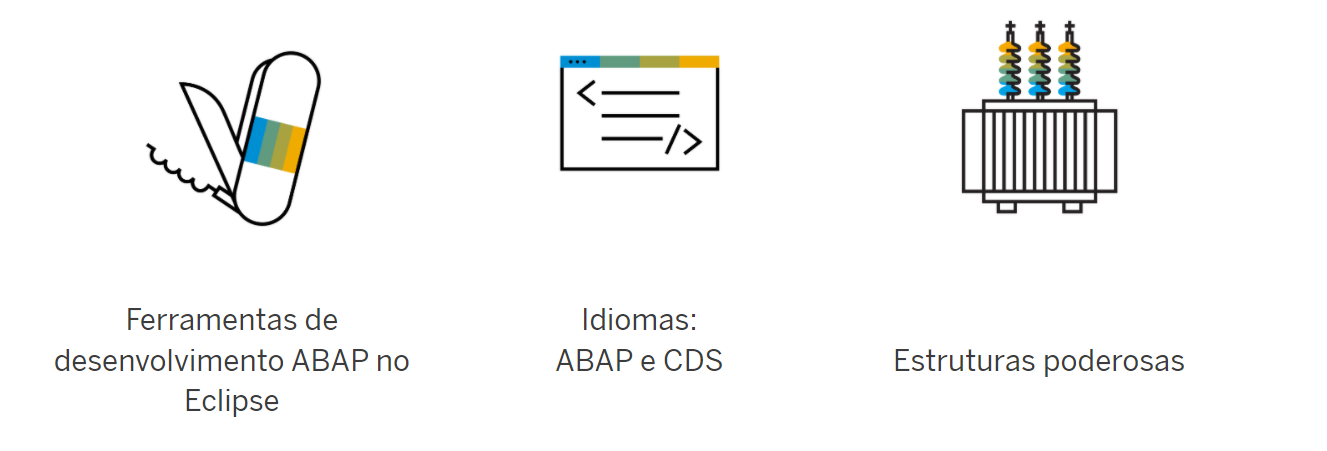 Ferramentas de
desenvolvimento ABAP no
Eclipse
Idiomas:
ABAP e CDS
Estruturas poderosas